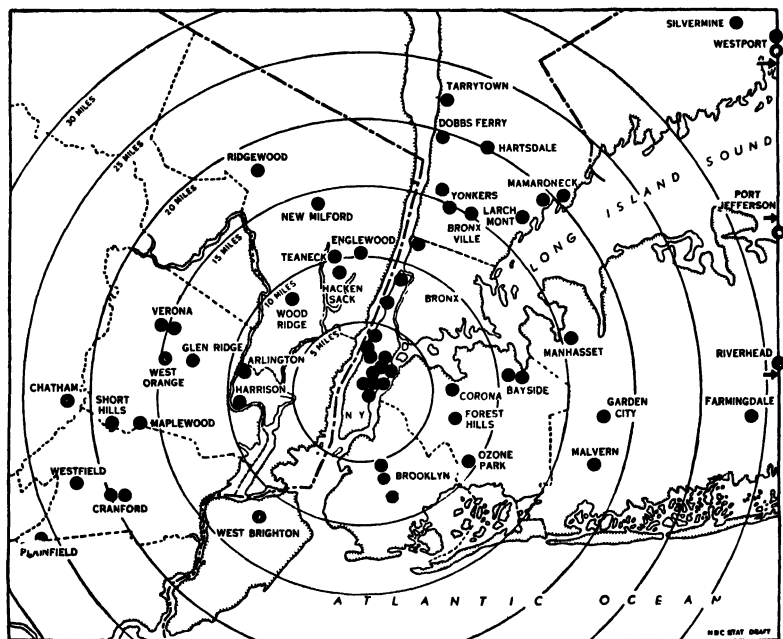 SILVERMINE
WESTPORT
30 MILES
TARRYTOWN
25 MILES
DOBBS FERRY
HARTSDALE
RIDGEWOOD
20 MILES
YONKERS
MAMARONECK
LONG ISLAND SOUND
PORT
JEFFERSON
NEW MILFORD
LARCH
MONT
BRONX
VILLE
15 MILES
ENGLEWOOD
TEANECK
HACKEN
SACK
10 MILES
WOOD
RIDGE
BRONX
VERONA
5 MILES
GLEN RIDGE
MANHASSET
WEST
ORANGE
ARLINGTON
RIVERHEAD
CHATHAM
SHORT
HILLS
HARRISON
CORONA
BAYSIDE
MAPLEWOOD
N Y
FOREST
HILLS
GARDEN
CITY
FARMINGDALE
OZONE
PARK
MALVERN
WESTFIELD
BROOKLYN
CRANFORD
WEST BRIGHTON
PLAINFIELD
ATLANTIC OCEAN
NBC STAT DRAFT